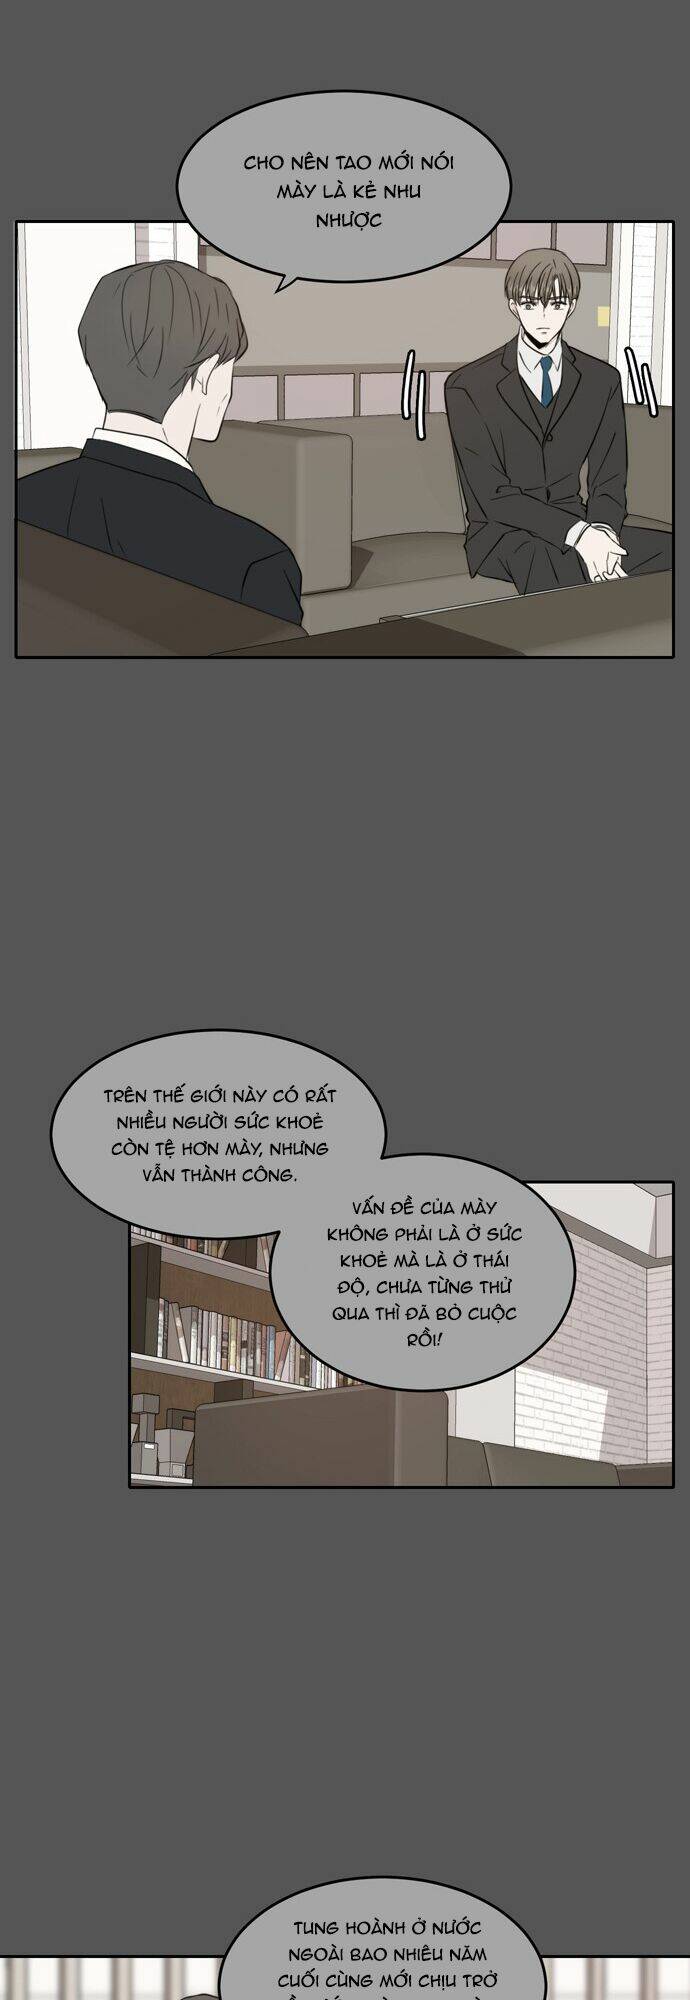 CHO NÊN TAO MỚI NÓI
MÀY LÀ KẺ NHU
NHƯỢC
TRÊN THẾ GIỚI NÀY CÓ RẤT
NHIỀU NGƯỜI SỨC KHOẺ
CÒN TỆ HƠN MÀY, NHƯNG
VẪN THÀNH CÔNG.
VẤN ĐỀ CỦA MÀY
KHÔNG PHẢI LÀ Ở SỨC
KHOẺ MÀ LÀ Ở THÁI
ĐỘ, CHƯA TỪNG THỬ
QUA THÌ ĐÃ BỎ CUỘC
RỒI!
TUNG HOÀNH Ở NƯỚC
NGOÀI BAO NHIÊU NĂM
CUỐI CÙNG MỚI CHỊU TRỞ